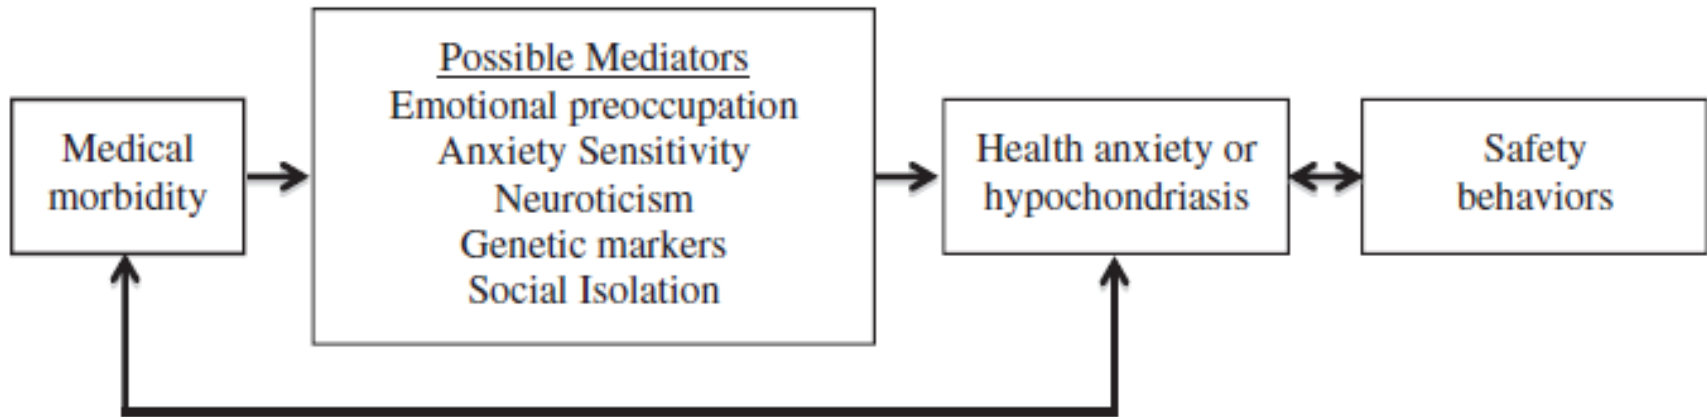 Medical
morbidity
Possible Mediators
Emotional preoccupation
Anxiety Sensitivity
Neuroticism
Genetic markers
Social Isolation
Health anxiety or
hypochondriasis
Safety
behaviors